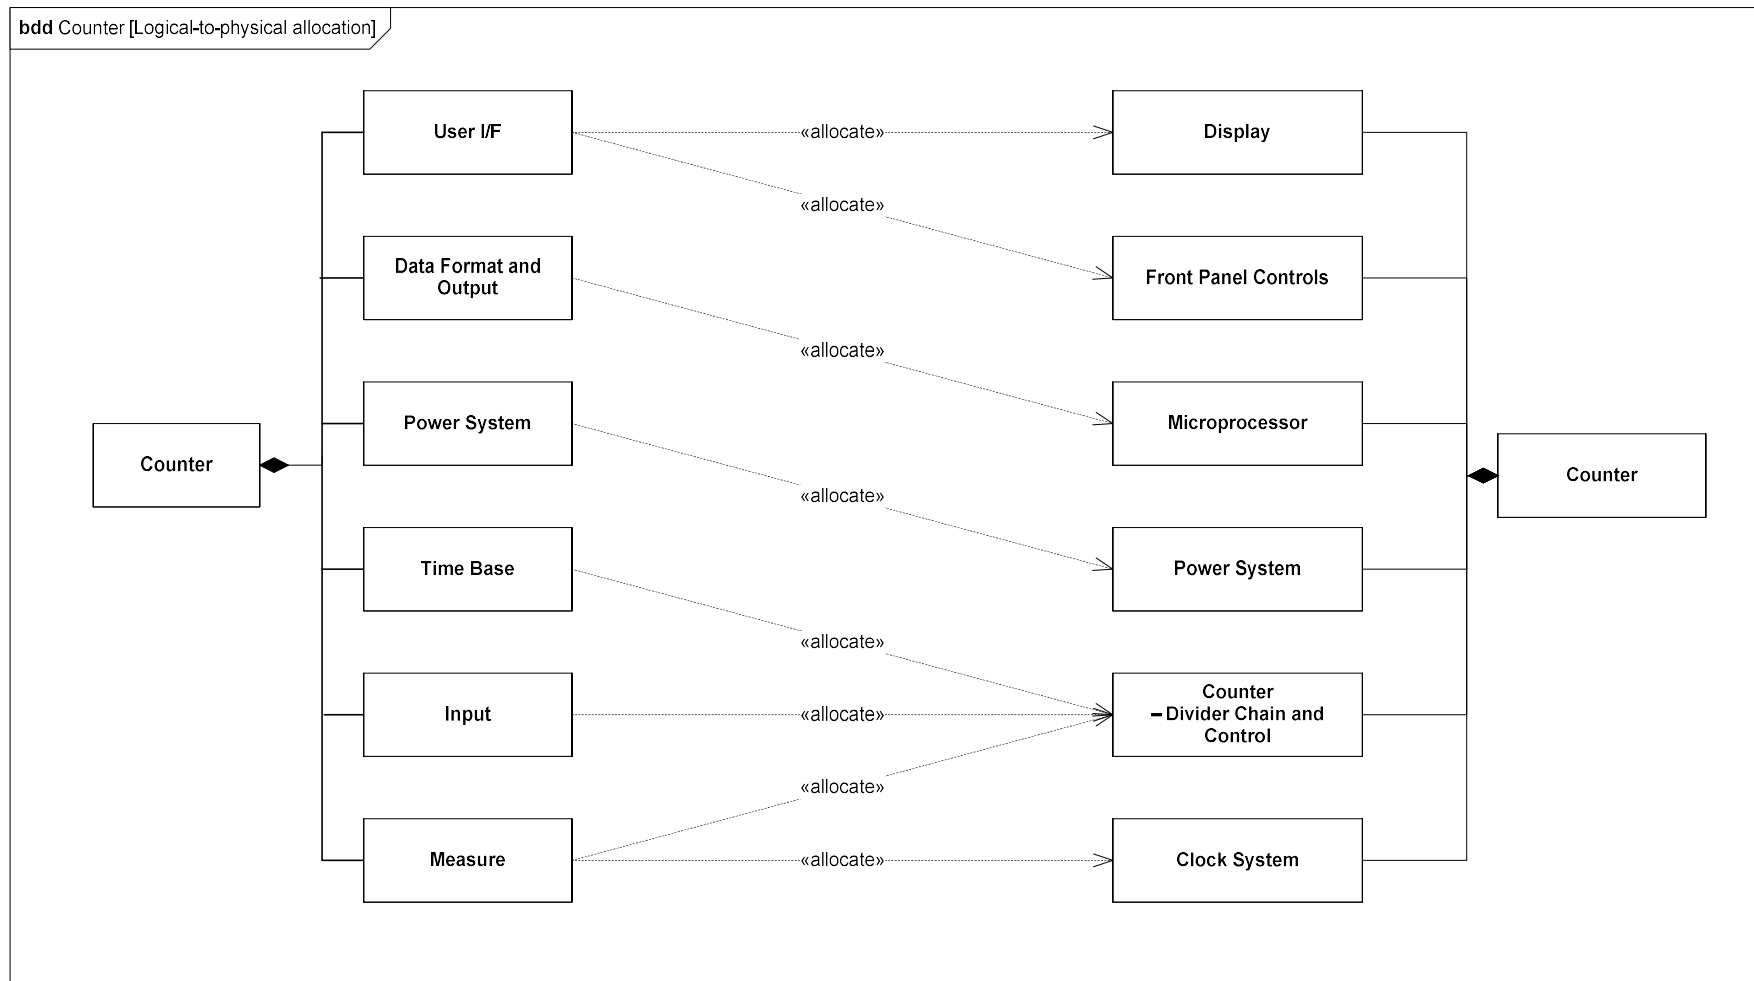 bdd Counter [Logical-to-physical allocation]
User I/F
«allocate»
Display
«allocate»
Data Format and
Output
Front Panel Controls
«allocate»
Power System
Microprocessor
Counter
Counter
«allocate»
Time Base
Power System
«allocate»
Input
«allocate»
Counter
–Divider Chain and
Control
«allocate»
Measure
«allocate»
Clock System